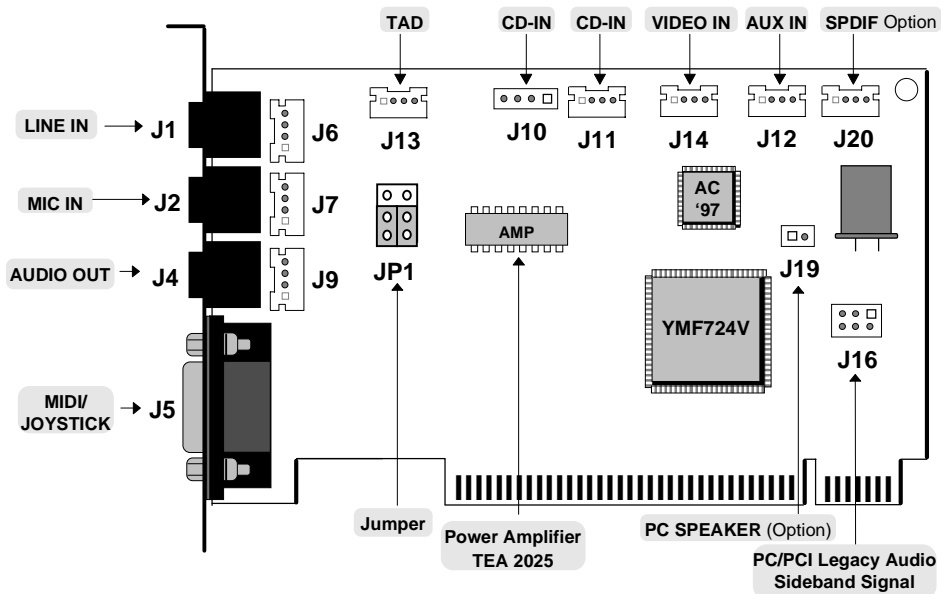 TAD
CD-IN
CD-IN
VIDEO IN
AUX IN
SPDIF Option
LINE IN
J1
J6
J13
J10
J11
J14
J12
J20
MIC IN
J2
J7
AMP
AC
‘97
AUDIO OUT
J4
J9
JP1
J19
YMF724V
J16
MIDI/
JOYSTICK
J5
Jumper
Power Amplifier
TEA 2025
PC SPEAKER (Option)
PC/PCI Legacy Audio
Sideband Signal